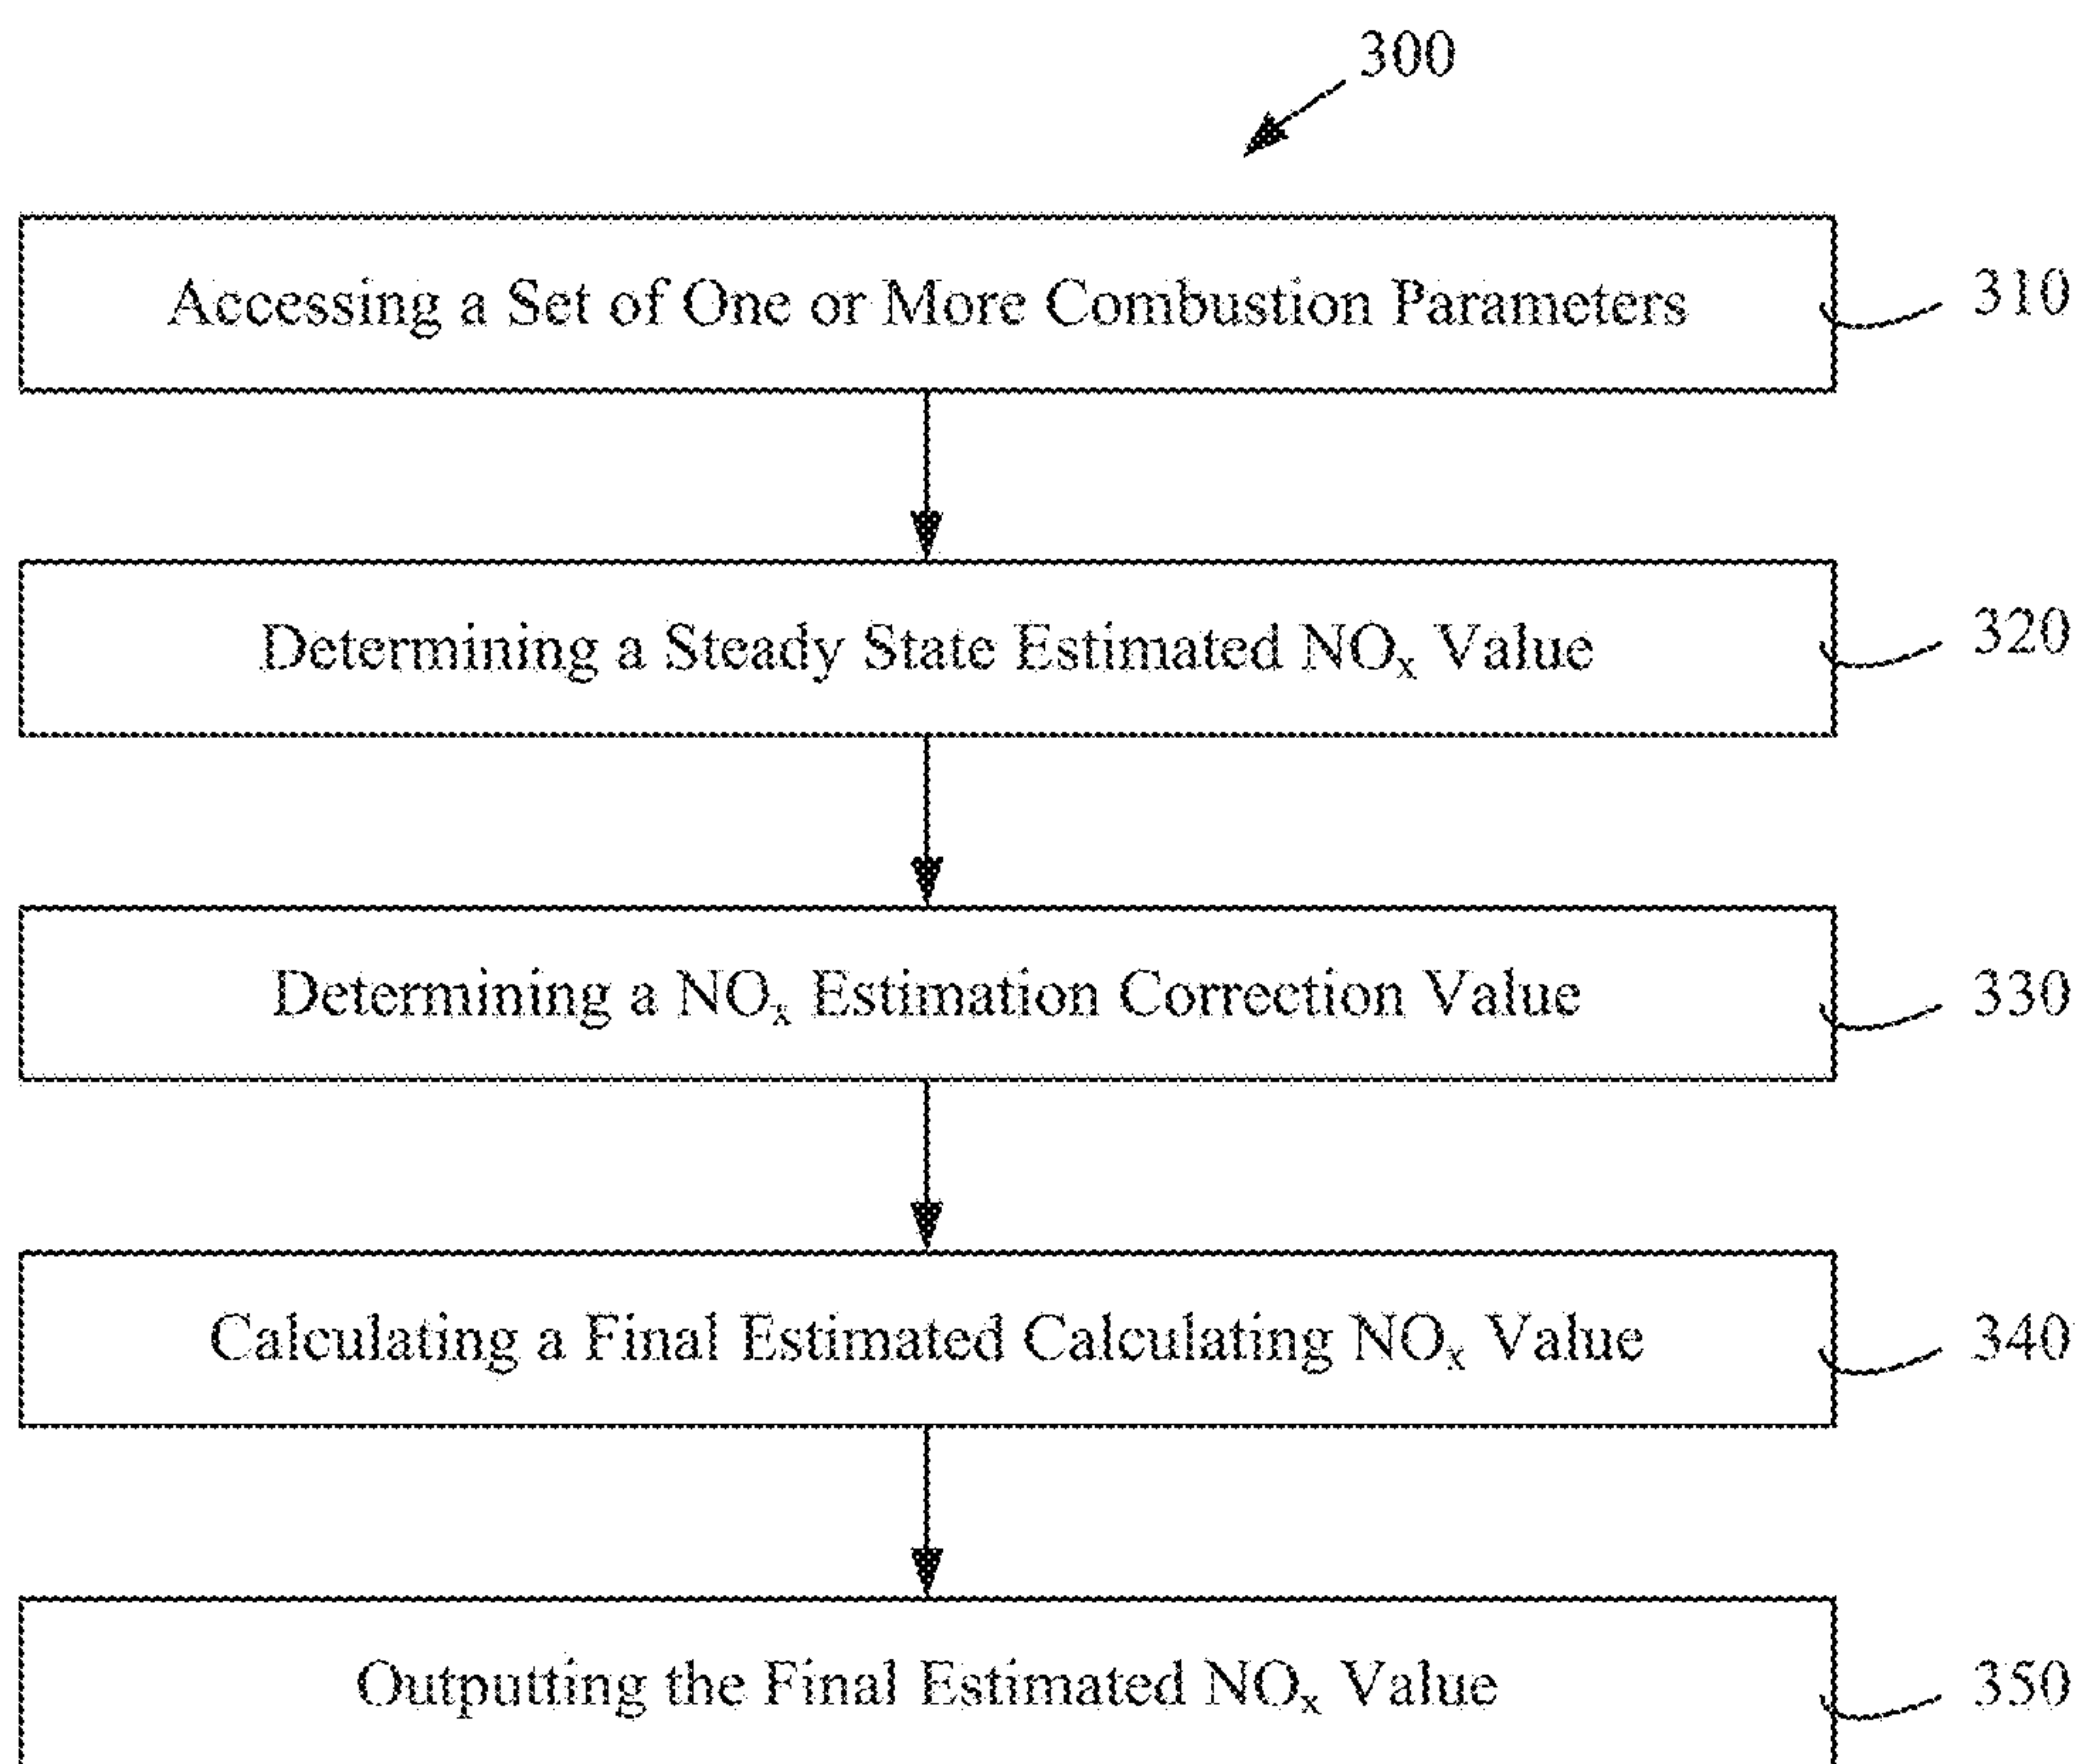 300
Accessing a Set of One or More Combustion Parameters
310
Determining a Steady State Estimated NOx Value
320
Determining a NOx Estimation Correction Value
330
Calculating a Final Estimated Calculating NOx Value
340
Outputting the Final Estimated NOx Value
350